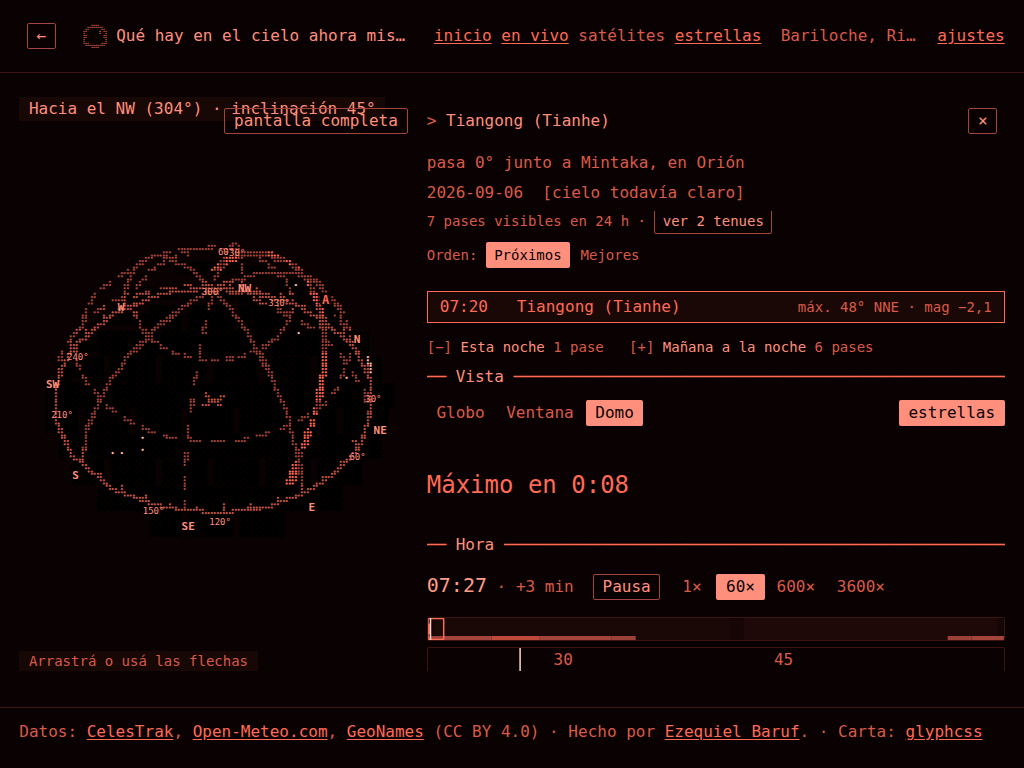 ← Qué hay en el cielo ahora mis… inicio en vivo satélites estrellas Bariloche, Ri… ajustes
Hacia el NW (304°) · inclinación 45°
pantalla completa
> Tiangong (Tianhe) ×
pasa 0° junto a Mintaka, en Orión
2026-09-06 [cielo todavía claro]
7 pases visibles en 24 h · ver 2 tenues
Orden: Próximos Mejores
07:20 Tiangong (Tianhe) máx. 48° NNE · mag −2,1
[−] Esta noche 1 pase [+] Mañana a la noche 6 pases
Vista
Globo Ventana Domo estrellas
Máximo en 0:08
Hora
07:27 · +3 min Pausa 1× 60× 600× 3600×
30 45
NW
300°
330°
A
W
N
240°
SW
30°
210°
NE
60°
S
E
150°
120°
SE
Arrastrá o usá las flechas
Datos: CelesTrak, Open-Meteo.com, GeoNames (CC BY 4.0) · Hecho por Ezequiel Baruf. · Carta: glyphcss